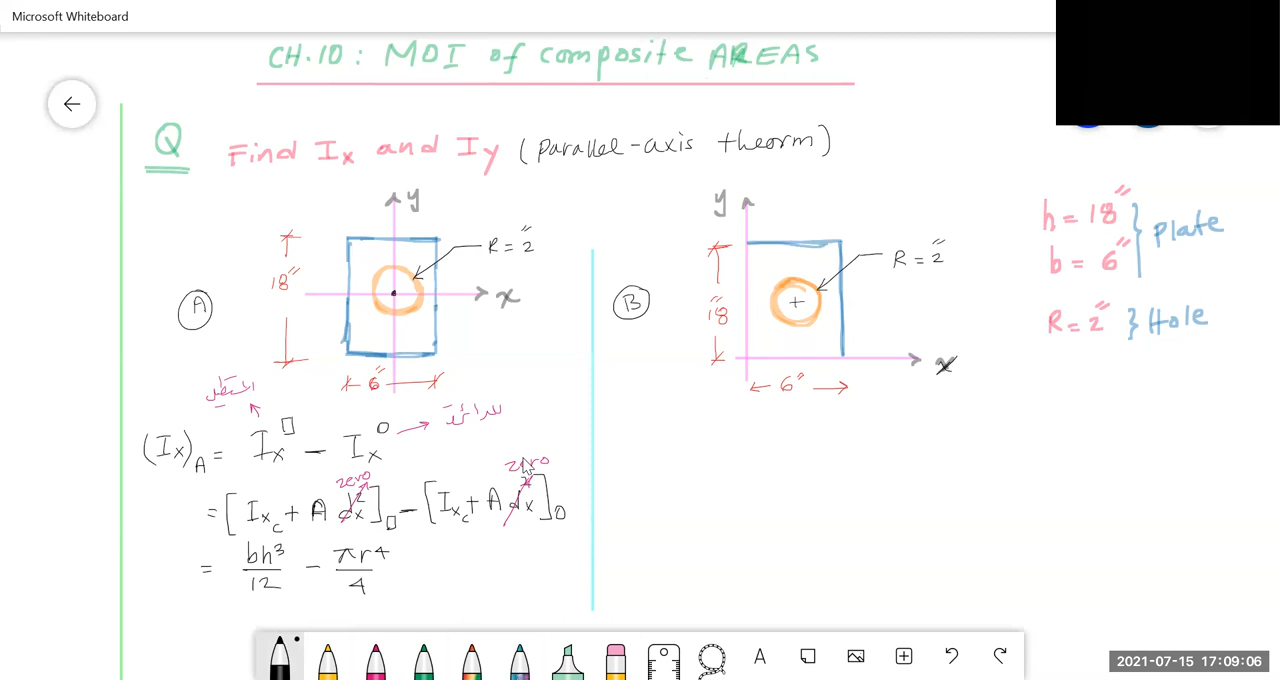 Microsoft Whiteboard
CH.10: MOI of composite AREAS
Q Find Ix and Iy (parallel-axis theorm)
y
R = 2"
18"
A
x
6"
y
R = 2"
18"
B
x
6"
h = 18"
b = 6"
} plate
R = 2" } Hole
المستطيل
(Ix)A = Ix□ − Ix○ → الدائرة
zero zero
= [Ixc + A dx²]□ − [Ixc + A dx²]○
= bh³/12 − πr⁴/4
A
2021-07-15 17:09:06